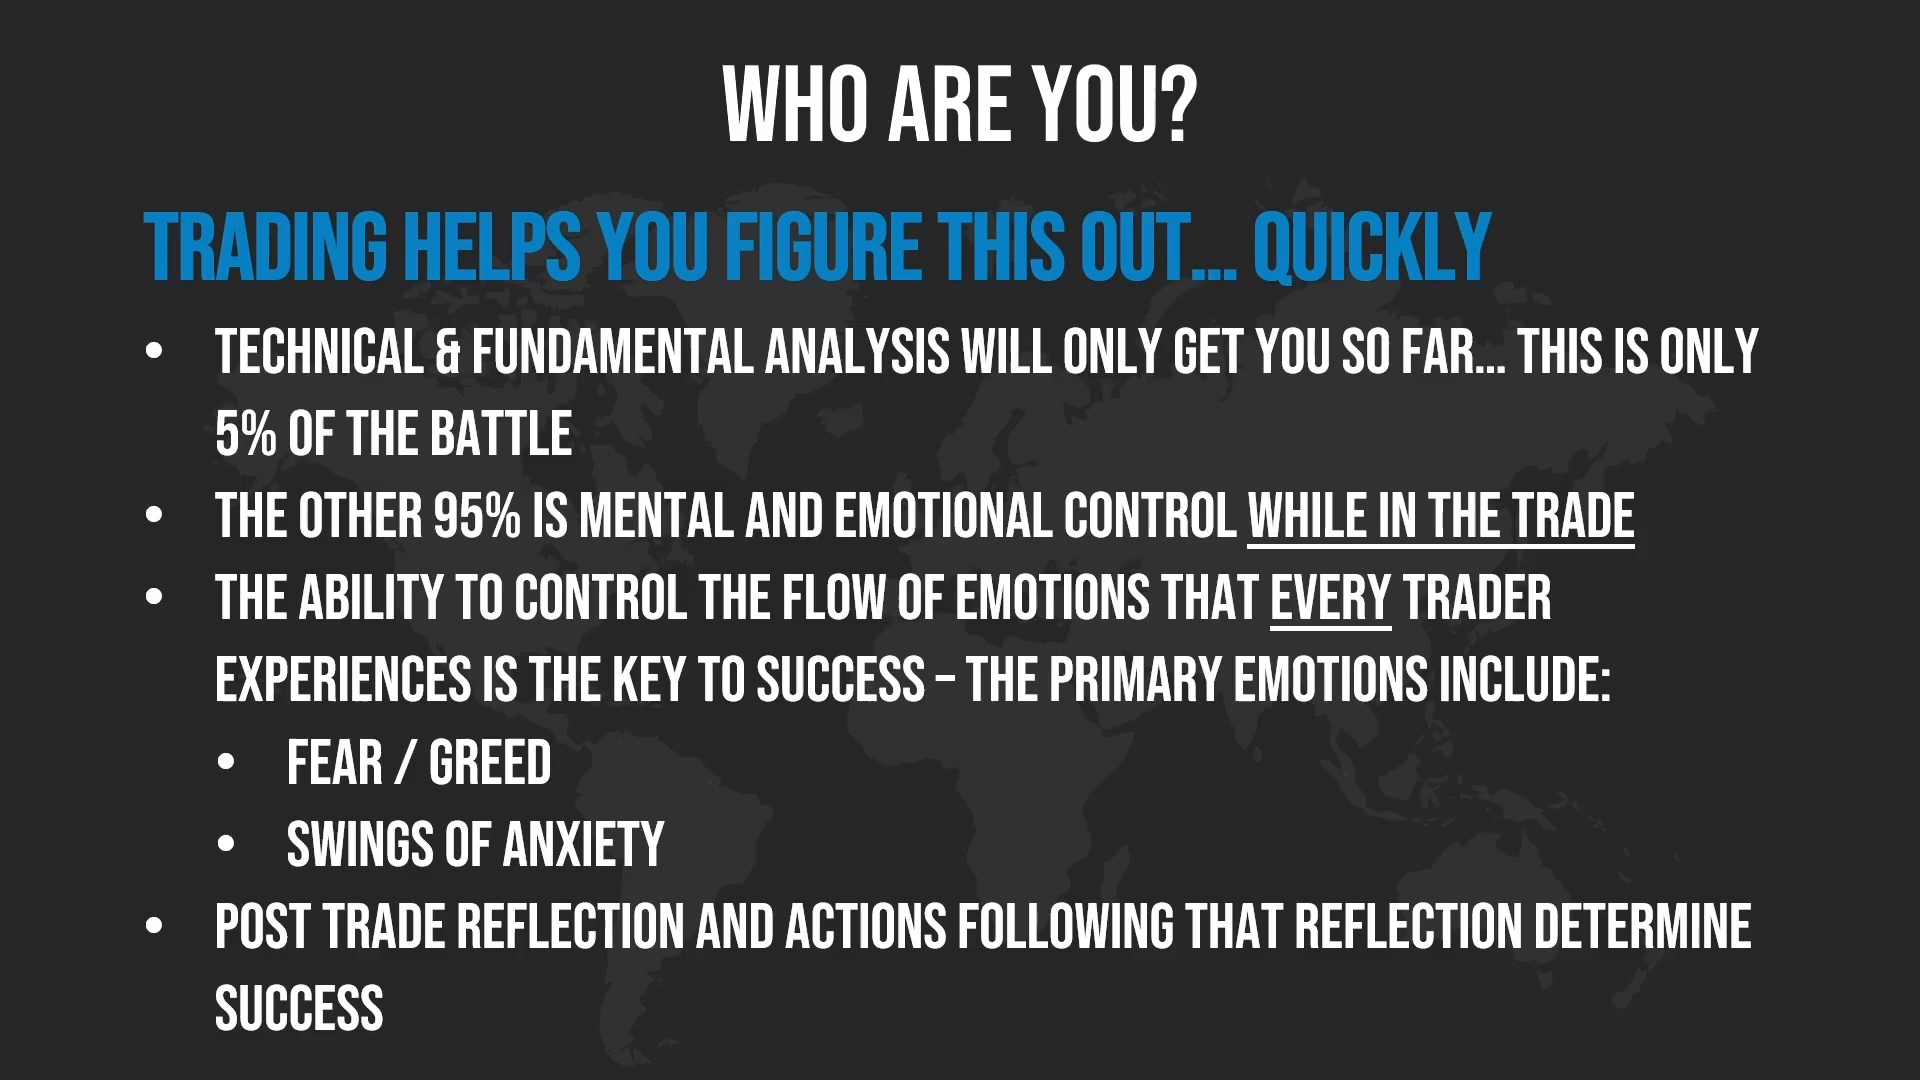 WHO ARE YOU?
TRADING HELPS YOU FIGURE THIS OUT... QUICKLY
• TECHNICAL & FUNDAMENTAL ANALYSIS WILL ONLY GET YOU SO FAR... THIS IS ONLY
5% OF THE BATTLE
• THE OTHER 95% IS MENTAL AND EMOTIONAL CONTROL WHILE IN THE TRADE
• THE ABILITY TO CONTROL THE FLOW OF EMOTIONS THAT EVERY TRADER
EXPERIENCES IS THE KEY TO SUCCESS – THE PRIMARY EMOTIONS INCLUDE:
• FEAR / GREED
• SWINGS OF ANXIETY
• POST TRADE REFLECTION AND ACTIONS FOLLOWING THAT REFLECTION DETERMINE
SUCCESS